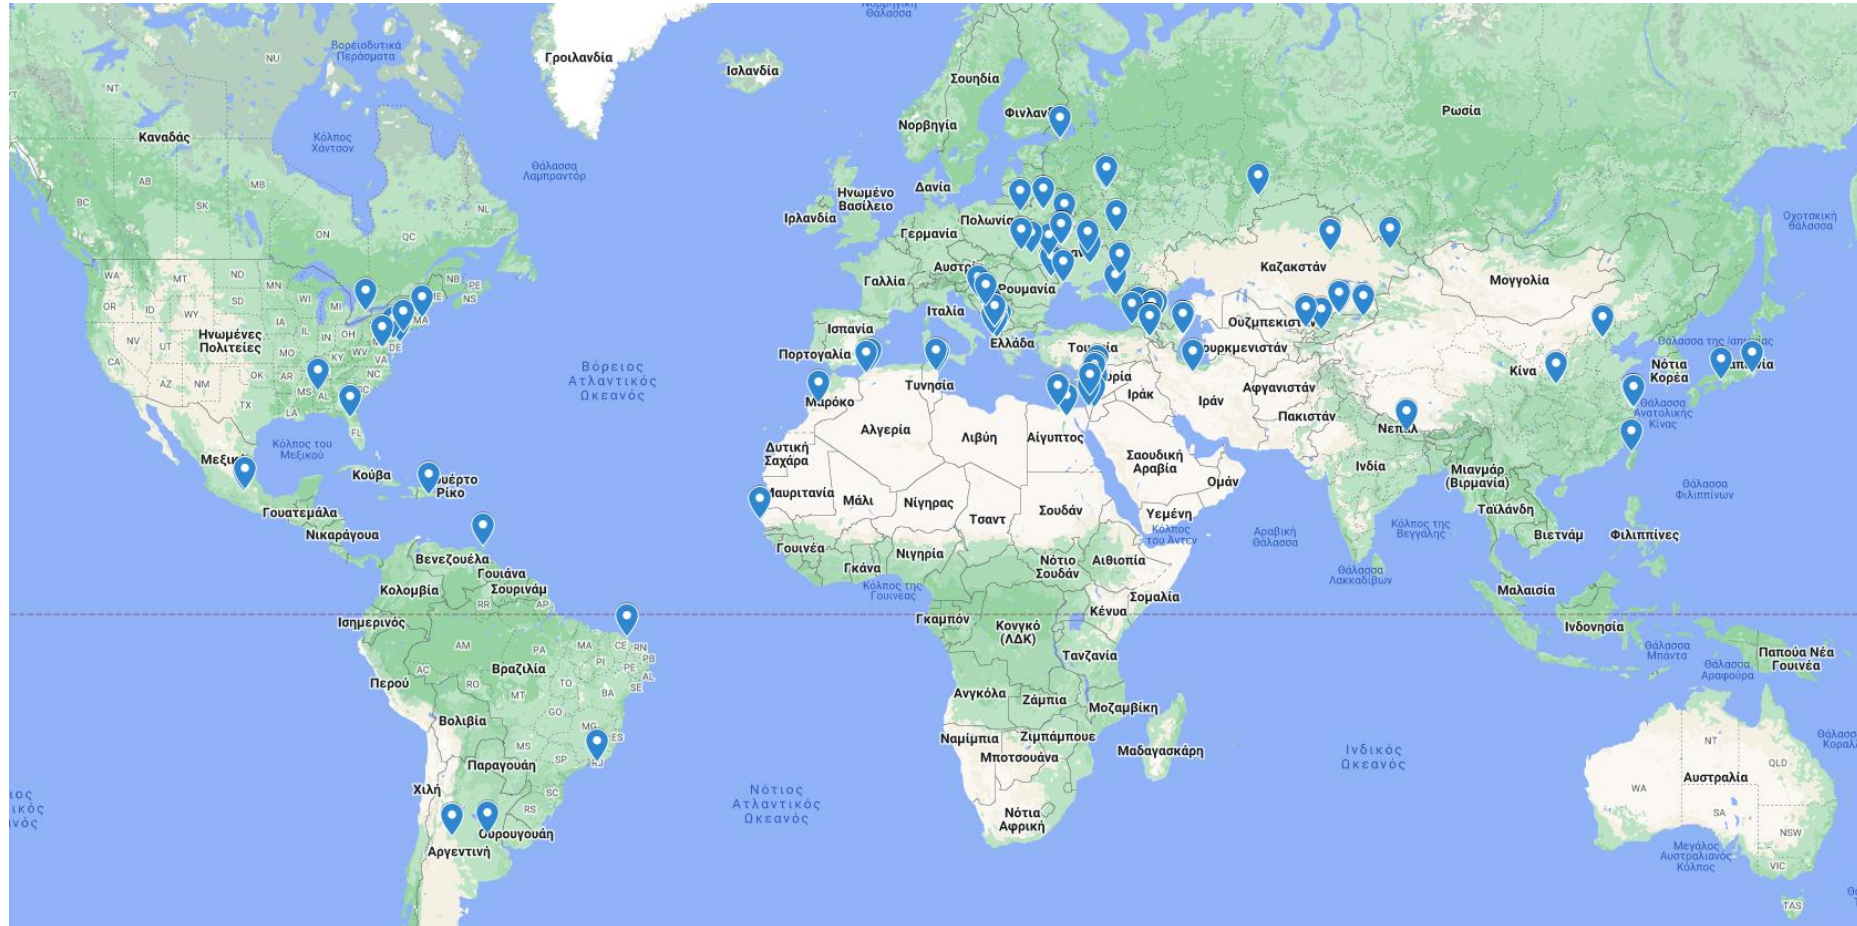 Νορβηγική
Θάλασσα
Βορειοδυτικά
Περάσματα
NU
Γροιλανδία
Ισλανδία
Σουηδία
NT
Νορβηγία
Ρωσία
Καναδάς
Κόλπος
Χάντσον
Θάλασσα
Λαμπραντόρ
AB
MB
SK
BC
NL
ON
QC
Ηνωμένο
Βασίλειο
Δανία
Ιρλανδία
Πολωνία
Γερμανία
Οχοτσκή
θάλασσα
WA
MT
ND
MN
NB
PE
NS
Γαλλία
Ρουμανία
Καζακστάν
Μογγολία
OR
ID
WY
SD
WI
MI
IA
MA
Ηνωμένες
Πολιτείες
NV
UT
IL
IN
OH
DE
Ιταλία
Ισπανία
Πορτογαλία
Ελλάδα
CA
MO
KY
WV
VA
AZ
NM
OK
AR
NC
MS
AL
TX
LA
FL
Βόρειος
Ατλαντικός
Ωκεανός
Τυνησία
Μαρόκο
Ιράκ
Ιράν
Αφγανιστάν
Πακιστάν
Κίνα
Νότια
Κορέα
Θάλασσα
Ανατολικής
Κίνας
Αλγερία
Λιβύη
Αίγυπτος
Δυτική
Σαχάρα
Σαουδική
Αραβία
Ομάν
Ινδία
Μιανμάρ
(Βιρμανία)
Κόλπος του
Μεξικού
Κούβα
Ρίκο
Γουατεμάλα
Νικαράγουα
Μάλι
Νίγηρας
Τσαντ
Σουδάν
Υεμένη
Κόλπος
του Άντεν
Αραβική
Θάλασσα
Κόλπος της
Βεγγάλης
Ταϊλάνδη
Βιετνάμ
Θάλασσα
Φιλιππίνων
Φιλιππίνες
Βενεζουέλα
Γουιάνα
Σουρινάμ
Κολομβία
Γουινέα
Γκάνα
Νιγηρία
Κόλπος της
Γουινέας
Νότιο
Σουδάν
Αιθιοπία
Σομαλία
Θάλασσα
Λακκαδίβων
Μαλαισία
RR
AP
Ισημερινός
Γκαμπόν
Κονγκό
(ΛΔΚ)
Κένυα
Τανζανία
Ινδονησία
AM
PA
MA
CE
RN
PB
PI
PE
AL
SE
AC
RO
TO
BA
MT
Βραζιλία
Περού
Βολιβία
GO
MG
ES
MS
SP
RJ
Ανγκόλα
Ζάμπια
Μοζαμβίκη
Ναμίμπια
Ζιμπάμπουε
Μποτσουάνα
Μαδαγασκάρη
Θάλασσα
Μπάντα
Θάλασσα
Αραφούρα
Παπούα Νέα
Γουινέα
Παραγουάη
Χιλή
SC
RS
Ουρουγουάη
Αργεντινή
Νότιος
Ατλαντικός
Ωκεανός
Νότια
Αφρική
Ινδικός
Ωκεανός
NT
QLD
Αυστραλία
WA
SA
NSW
Μεγάλος
Αυστραλιανός
Κόλπος
VIC
TAS